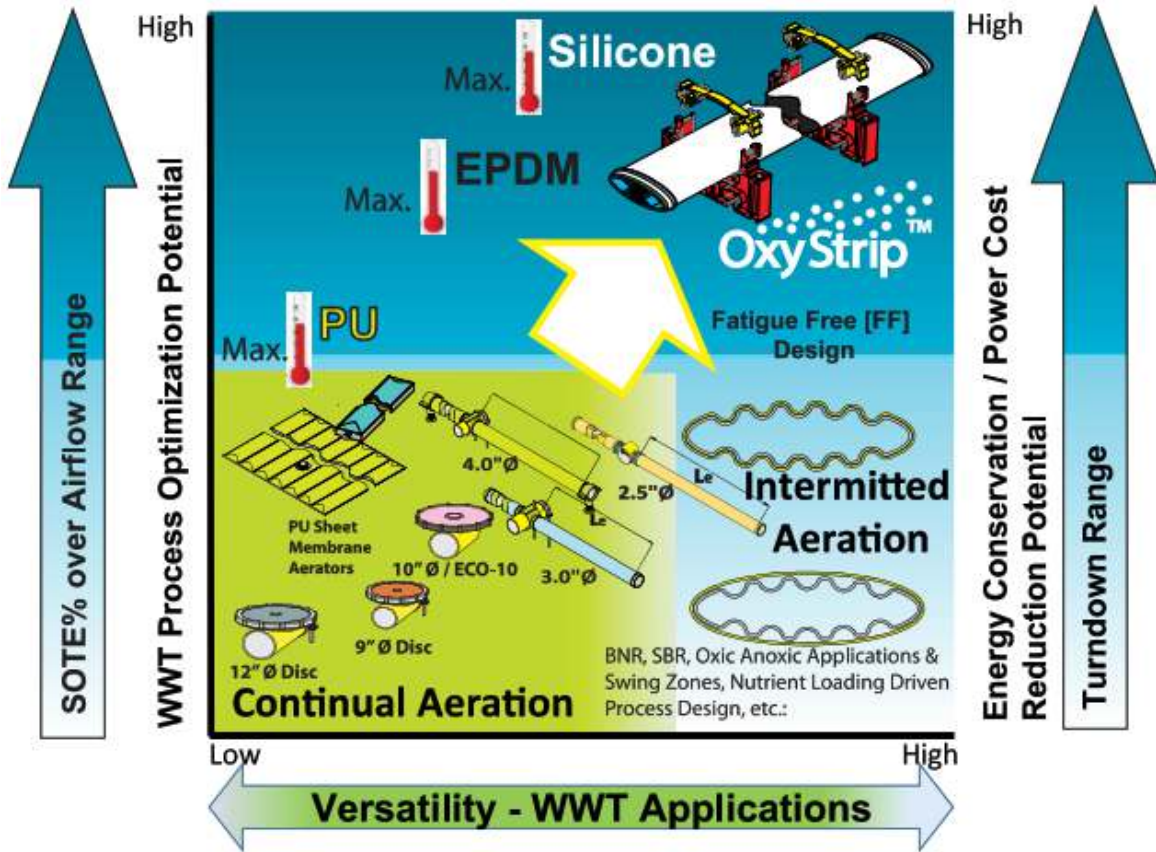 High
High
Silicone
Max.
EPDM
Max.
OxyStrip™
PU
Max.
Fatigue Free [FF]
Design
SOTE% over Airflow Range
WWT Process Optimization Potential
Energy Conservation / Power Cost
Reduction Potential
Turndown Range
4.0"Ø
Le
2.5"Ø
Le
Intermitted
Aeration
PU Sheet
Membrane
Aerators
10" Ø / ECO-10
3.0"Ø
9" Ø Disc
12" Ø Disc
Continual Aeration
BNR, SBR, Oxic Anoxic Applications &
Swing Zones, Nutrient Loading Driven
Process Design, etc.:
Low
High
Versatility - WWT Applications